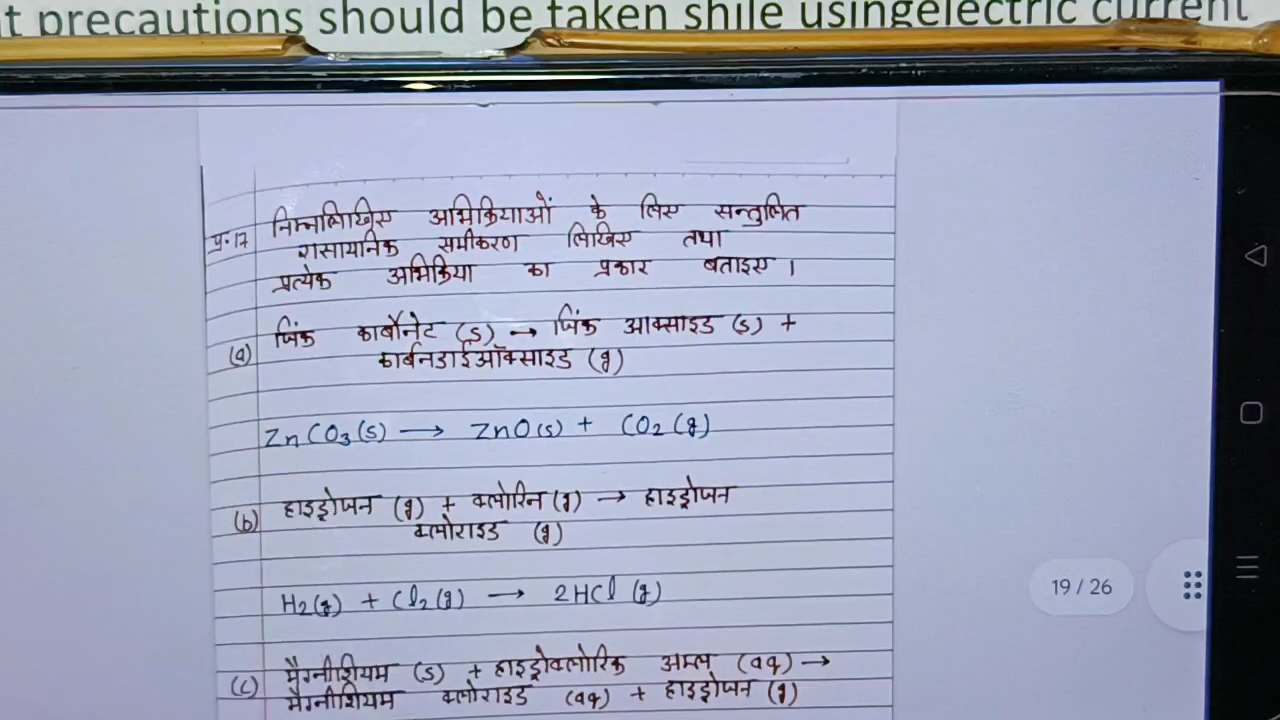 t precautions should be taken shile usingelectric current
प्र॰17 निम्नलिखित अभिक्रियाओं के लिए सन्तुलित
रासायनिक समीकरण लिखिए तथा
प्रत्येक अभिक्रिया का प्रकार बताइए ।
(a) जिंक कार्बोनेट (s) → जिंक आक्साइड (s) +
कार्बनडाईऑक्साइड (g)
ZnCO3(s) → ZnO(s) + CO2(g)
(b) हाइड्रोजन (g) + क्लोरिन (g) → हाइड्रोजन
क्लोराइड (g)
H2(g) + Cl2(g) → 2HCl (g)
(c) मैग्नीशियम (s) + हाइड्रोक्लोरिक अम्ल (aq) →
मैग्नीशियम क्लोराइड (aq) + हाइड्रोजन (g)
19 / 26